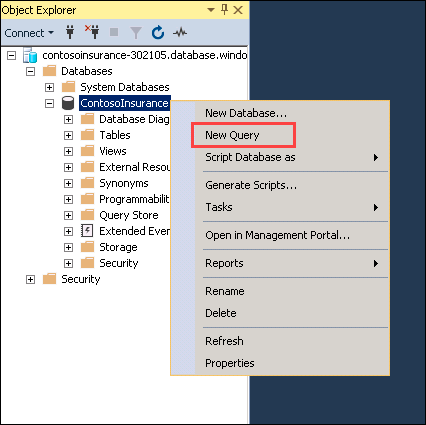 Object Explorer
Connect
contosoinsurance-302105.database.windo
Databases
System Databases
ContosoInsurance
Database Diag
Tables
Views
External Resou
Synonyms
Programmabilit
Query Store
Extended Even
Storage
Security
Security
New Database...
New Query
Script Database as
Generate Scripts...
Tasks
Open in Management Portal...
Reports
Rename
Delete
Refresh
Properties